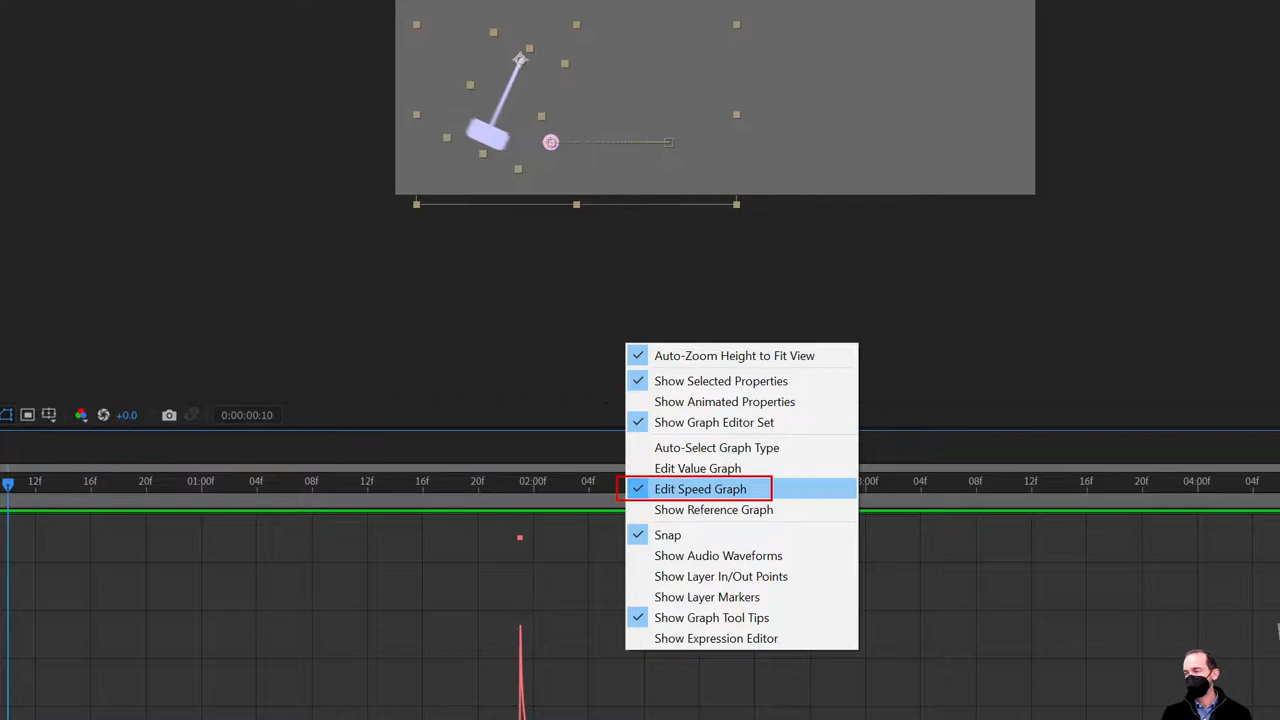 Auto-Zoom Height to Fit View
Show Selected Properties
Show Animated Properties
Show Graph Editor Set
+0.0
0:00:00:10
Auto-Select Graph Type
Edit Value Graph
12f 16f 20f 01:00f 04f 08f 12f 16f 20f 02:00f 04f 3:00f 04f 08f 12f 16f 20f 04:00f 04f
Edit Speed Graph
Show Reference Graph
Snap
Show Audio Waveforms
Show Layer In/Out Points
Show Layer Markers
Show Graph Tool Tips
Show Expression Editor